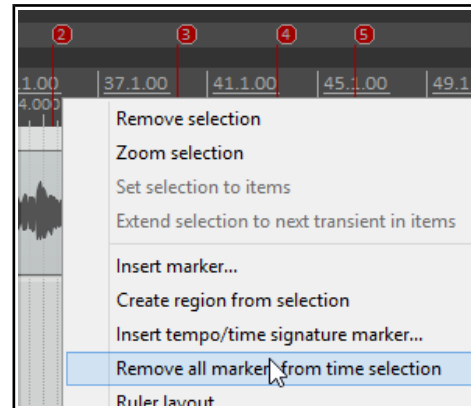 2 3 4 5
1.00 37.1.00 41.1.00 45.1.00 49.1
4.000
Remove selection
Zoom selection
Set selection to items
Extend selection to next transient in items
Insert marker...
Create region from selection
Insert tempo/time signature marker...
Remove all markers from time selection
Ruler layout